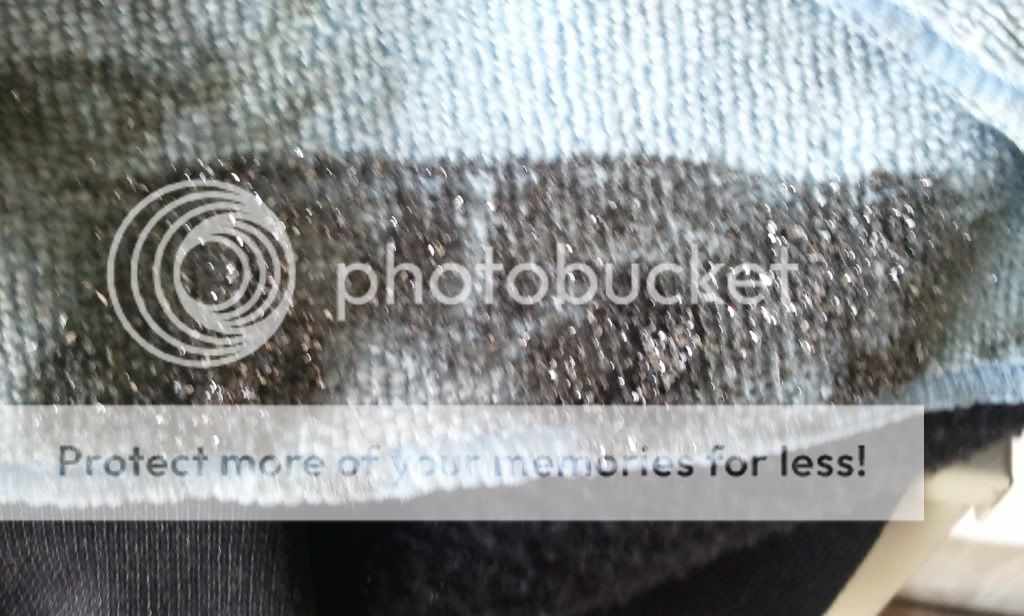 photobucket
Protect more of your memories for less!